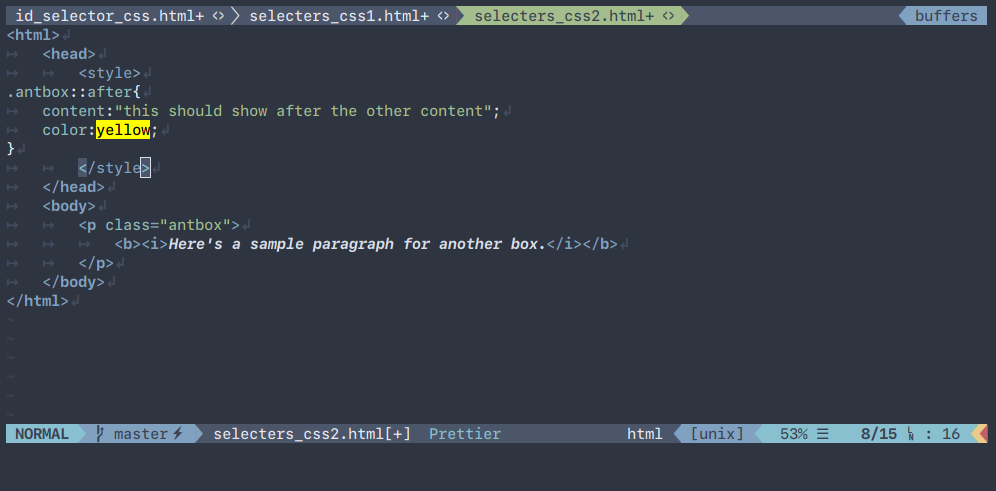 id_selector_css.html+ <> selecters_css1.html+ <> selecters_css2.html+ <> buffers
<html>
<head>
<style>
.antbox::after{
content:"this should show after the other content";
color:yellow;
}
</style>
</head>
<body>
<p class="antbox">
<b><i>Here's a sample paragraph for another box.</i></b>
</p>
</body>
</html>
~
~
~
~
~
~
NORMAL master⚡ selecters_css2.html[+] Prettier html [unix] 53% ☰ 8/15 ␤ : 16